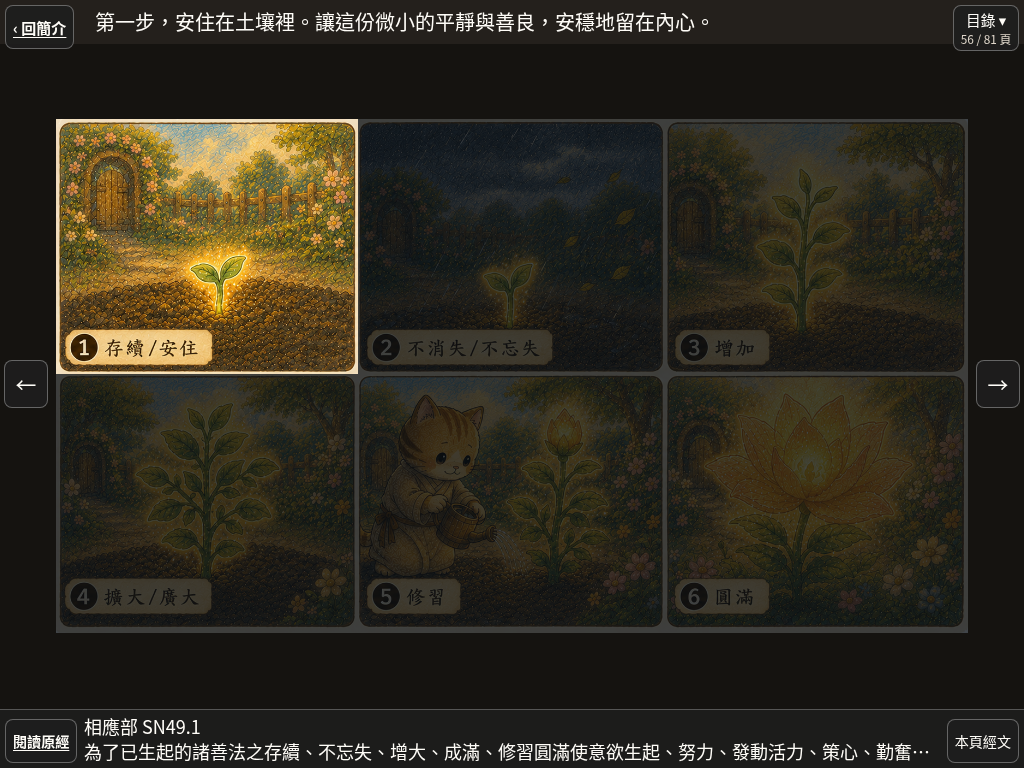 ‹ 回簡介
第一步，安住在土壤裡。讓這份微小的平靜與善良，安穩地留在內心。
目錄 ▾
56 / 81 頁
1 存續/安住
2 不消失/不忘失
3 增加
←
→
4 擴大/廣大
5 修習
6 圓滿
閱讀原經
相應部 SN49.1
為了已生起的諸善法之存續、不忘失、增大、成滿、修習圓滿使意欲生起、努力、發動活力、策心、勤奮…
本頁經文